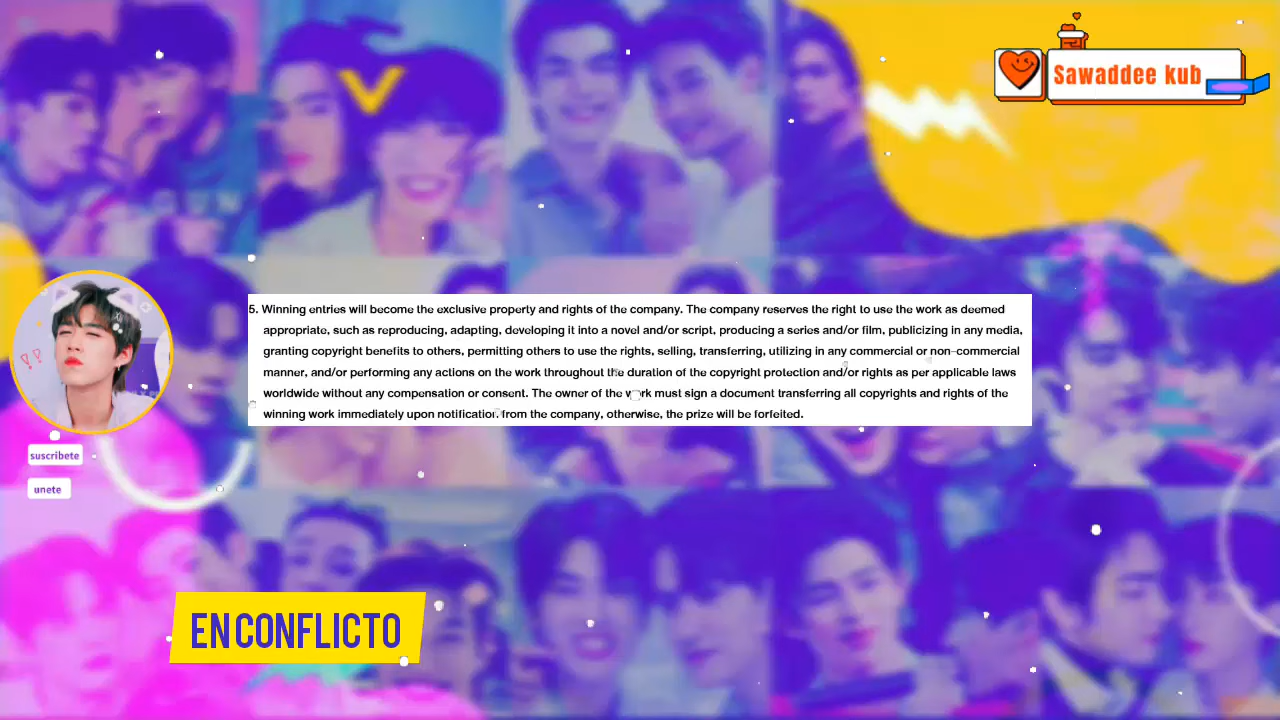 Sawaddee kub
5. Winning entries will become the exclusive property and rights of the company. The company reserves the right to use the work as deemed
appropriate, such as reproducing, adapting, developing it into a novel and/or script, producing a series and/or film, publicizing in any media,
granting copyright benefits to others, permitting others to use the rights, selling, transferring, utilizing in any commercial or non-commercial
manner, and/or performing any actions on the work throughout the duration of the copyright protection and/or rights as per applicable laws
worldwide without any compensation or consent. The owner of the work must sign a document transferring all copyrights and rights of the
winning work immediately upon notification from the company, otherwise, the prize will be forfeited.
suscribete
unete
EN CONFLICTO